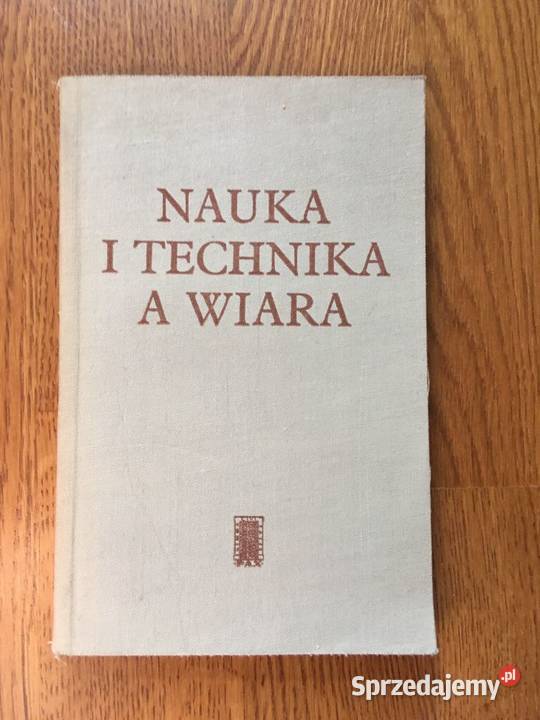 NAUKA
I TECHNIKA
A WIARA
PAX
Sprzedajemy.pl